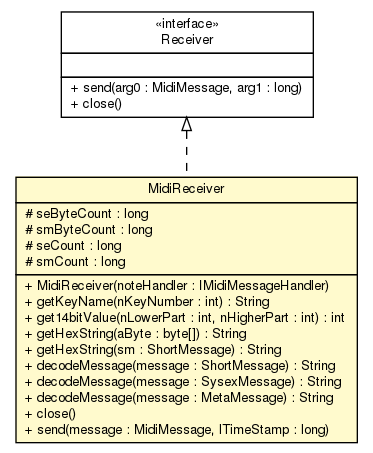 «interface»
Receiver
+ send(arg0 : MidiMessage, arg1 : long)
+ close()
MidiReceiver
# seByteCount : long
# smByteCount : long
# seCount : long
# smCount : long
+ MidiReceiver(noteHandler : IMidiMessageHandler)
+ getKeyName(nKeyNumber : int) : String
+ get14bitValue(nLowerPart : int, nHigherPart : int) : int
+ getHexString(aByte : byte[]) : String
+ getHexString(sm : ShortMessage) : String
+ decodeMessage(message : ShortMessage) : String
+ decodeMessage(message : SysexMessage) : String
+ decodeMessage(message : MetaMessage) : String
+ close()
+ send(message : MidiMessage, lTimeStamp : long)